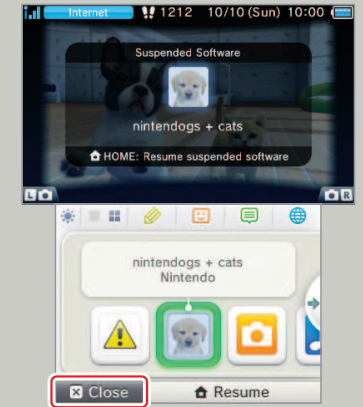 Internet 1212 10/10 (Sun) 10:00
Suspended Software
nintendogs + cats
HOME: Resume suspended software
L R
nintendogs + cats
Nintendo
Close Resume